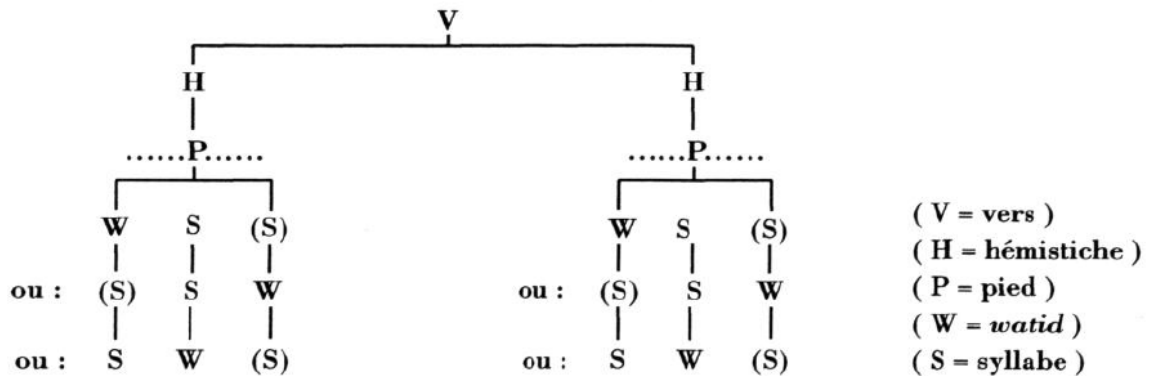 V
H H
......P...... ......P......
W S (S) W S (S) ( V = vers )
( H = hémistiche )
ou : (S) S W ou : (S) S W ( P = pied )
( W = watid )
ou : S W (S) ou : S W (S) ( S = syllabe )